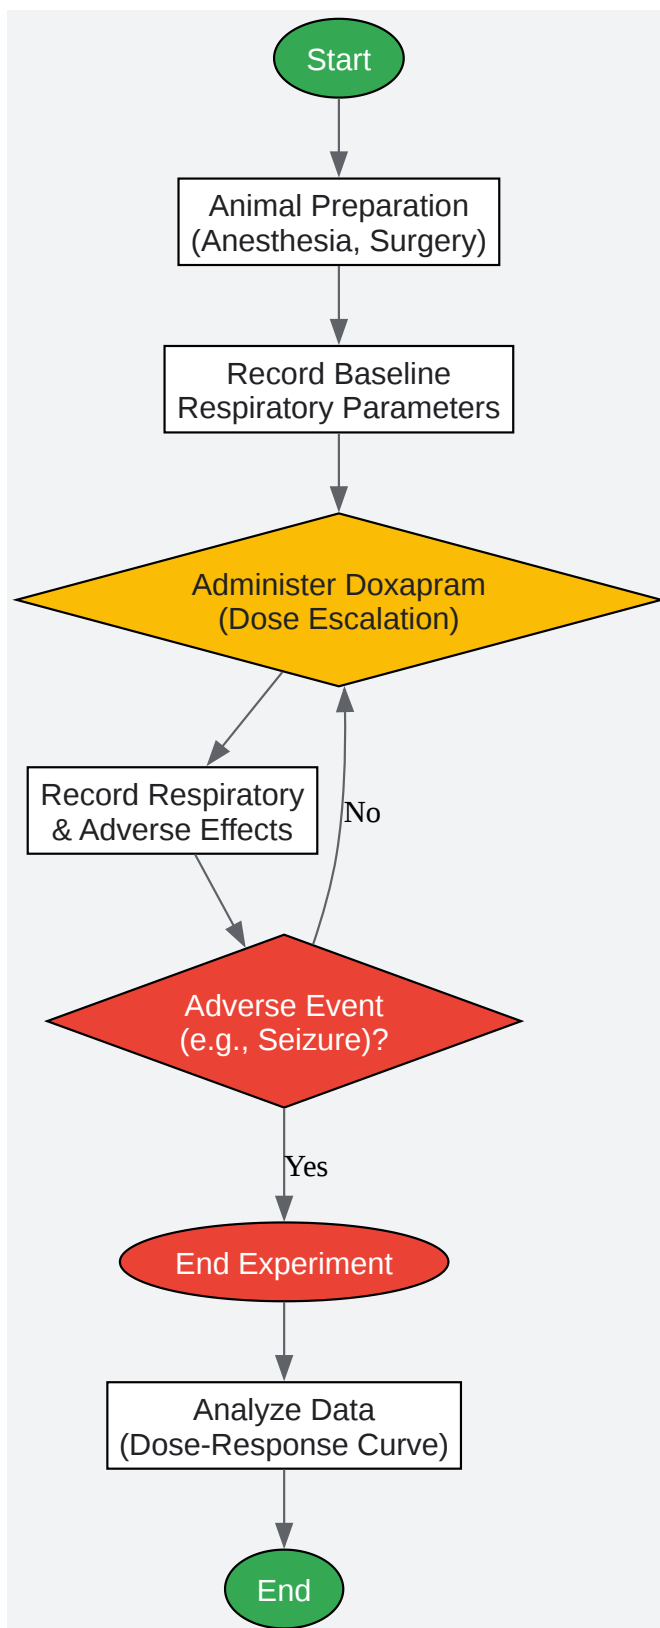 Start
Animal Preparation
(Anesthesia, Surgery)
Record Baseline
Respiratory Parameters
Administer Doxapram
(Dose Escalation)
Record Respiratory
& Adverse Effects
No
Adverse Event
(e.g., Seizure)?
Yes
End Experiment
Analyze Data
(Dose-Response Curve)
End